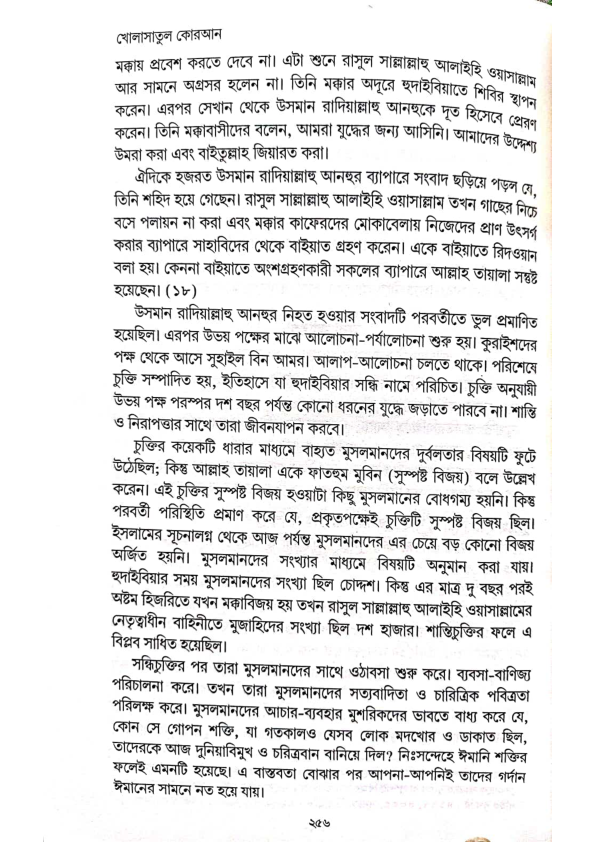 খোলাসাতুল কোরআন
মক্কায় প্রবেশ করতে দেবে না। এটা শুনে রাসুল সাল্লাল্লাহু আলাইহি ওয়াসাল্লাম
আর সামনে অগ্রসর হলেন না। তিনি মক্কার অদূরে হুদাইবিয়াতে শিবির স্থাপন
করেন। এরপর সেখান থেকে উসমান রাদিয়াল্লাহু আনহুকে দূত হিসেবে প্রেরণ
করেন। তিনি মক্কাবাসীদের বলেন, আমরা যুদ্ধের জন্য আসিনি। আমাদের উদ্দেশ্য
উমরা করা এবং বাইতুল্লাহ জিয়ারত করা।
ঐদিকে হজরত উসমান রাদিয়াল্লাহু আনহুর ব্যাপারে সংবাদ ছড়িয়ে পড়ল যে,
তিনি শহিদ হয়ে গেছেন। রাসুল সাল্লাল্লাহু আলাইহি ওয়াসাল্লাম তখন গাছের নিচে
বসে পলায়ন না করা এবং মক্কার কাফেরদের মোকাবেলায় নিজেদের প্রাণ উৎসর্গ
করার ব্যাপারে সাহাবিদের থেকে বাইয়াত গ্রহণ করেন। একে বাইয়াতে রিদওয়ান
বলা হয়। কেননা বাইয়াতে অংশগ্রহণকারী সকলের ব্যাপারে আল্লাহ তায়ালা সন্তুষ্ট
হয়েছেন। (১৮)
উসমান রাদিয়াল্লাহু আনহুর নিহত হওয়ার সংবাদটি পরবর্তীতে ভুল প্রমাণিত
হয়েছিল। এরপর উভয় পক্ষের মাঝে আলোচনা-পর্যালোচনা শুরু হয়। কুরাইশদের
পক্ষ থেকে আসে সুহাইল বিন আমর। আলাপ-আলোচনা চলতে থাকে। পরিশেষে
চুক্তি সম্পাদিত হয়, ইতিহাসে যা হুদাইবিয়ার সন্ধি নামে পরিচিত। চুক্তি অনুযায়ী
উভয় পক্ষ পরস্পর দশ বছর পর্যন্ত কোনো ধরনের যুদ্ধে জড়াতে পারবে না। শান্তি
ও নিরাপত্তার সাথে তারা জীবনযাপন করবে।
চুক্তির কয়েকটি ধারার মাধ্যমে বাহ্যত মুসলমানদের দুর্বলতার বিষয়টি ফুটে
উঠেছিল; কিন্তু আল্লাহ তায়ালা একে ফাতহুম মুবিন (সুস্পষ্ট বিজয়) বলে উল্লেখ
করেন। এই চুক্তির সুস্পষ্ট বিজয় হওয়াটা কিছু মুসলমানের বোধগম্য হয়নি। কিন্তু
পরবর্তী পরিস্থিতি প্রমাণ করে যে, প্রকৃতপক্ষেই চুক্তিটি সুস্পষ্ট বিজয় ছিল।
ইসলামের সূচনালগ্ন থেকে আজ পর্যন্ত মুসলমানদের এর চেয়ে বড় কোনো বিজয়
অর্জিত হয়নি। মুসলমানদের সংখ্যার মাধ্যমে বিষয়টি অনুমান করা যায়।
হুদাইবিয়ার সময় মুসলমানদের সংখ্যা ছিল চোদ্দশ। কিন্তু এর মাত্র দু বছর পরই
অষ্টম হিজরিতে যখন মক্কাবিজয় হয় তখন রাসুল সাল্লাল্লাহু আলাইহি ওয়াসাল্লামের
নেতৃত্বাধীন বাহিনীতে মুজাহিদের সংখ্যা ছিল দশ হাজার। শান্তিচুক্তির ফলে এ
বিপ্লব সাধিত হয়েছিল।
সন্ধিচুক্তির পর তারা মুসলমানদের সাথে ওঠাবসা শুরু করে। ব্যবসা-বাণিজ্য
পরিচালনা করে। তখন তারা মুসলমানদের সত্যবাদিতা ও চারিত্রিক পবিত্রতা
পরিলক্ষ করে। মুসলমানদের আচার-ব্যবহার মুশরিকদের ভাবতে বাধ্য করে যে,
কোন সে গোপন শক্তি, যা গতকালও যেসব লোক মদখোর ও ডাকাত ছিল,
তাদেরকে আজ দুনিয়াবিমুখ ও চরিত্রবান বানিয়ে দিল? নিঃসন্দেহে ঈমানি শক্তির
ফলেই এমনটি হয়েছে। এ বাস্তবতা বোঝার পর আপনা-আপনিই তাদের গর্দান
ঈমানের সামনে নত হয়ে যায়।
২৫৬